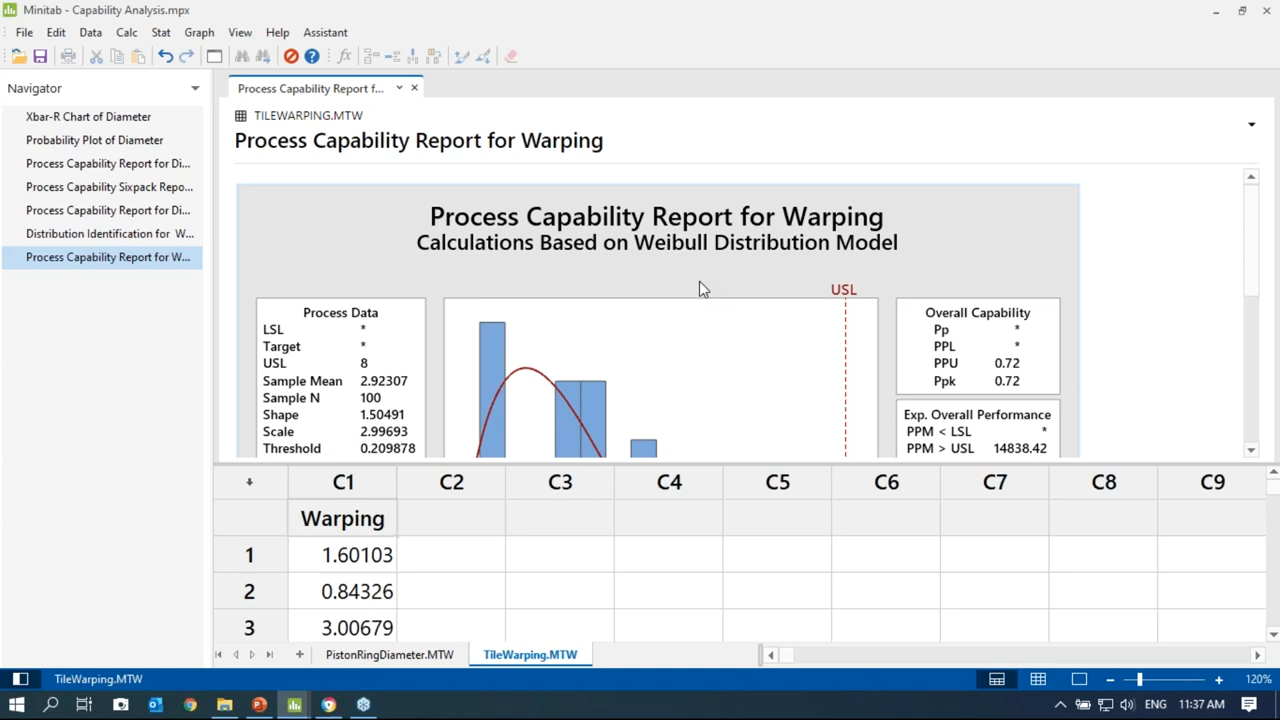 Minitab - Capability Analysis.mpx
File Edit Data Calc Stat Graph View Help Assistant
Navigator
Xbar-R Chart of Diameter
Probability Plot of Diameter
Process Capability Report for Di...
Process Capability Sixpack Repo...
Process Capability Report for Di...
Distribution Identification for W...
Process Capability Report for W...
Process Capability Report f...
TILEWARPING.MTW
Process Capability Report for Warping
Process Capability Report for Warping
Calculations Based on Weibull Distribution Model
USL
Process Data
LSL *
Target *
USL 8
Sample Mean 2.92307
Sample N 100
Shape 1.50491
Scale 2.99693
Threshold 0.209878
Overall Capability
Pp *
PPL *
PPU 0.72
Ppk 0.72
Exp. Overall Performance
PPM < LSL *
PPM > USL 14838.42
C1 C2 C3 C4 C5 C6 C7 C8 C9
Warping
1 1.60103
2 0.84326
3 3.00679
PistonRingDiameter.MTW TileWarping.MTW
TileWarping.MTW 120%
ENG 11:37 AM